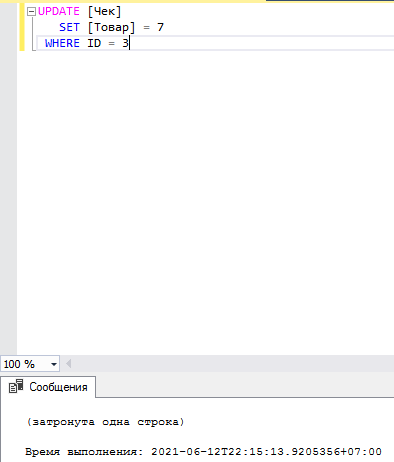 UPDATE [Чек]
SET [Товар] = 7
WHERE ID = 3
100 %
Сообщения
(затронута одна строка)
Время выполнения: 2021-06-12T22:15:13.9205356+07:00